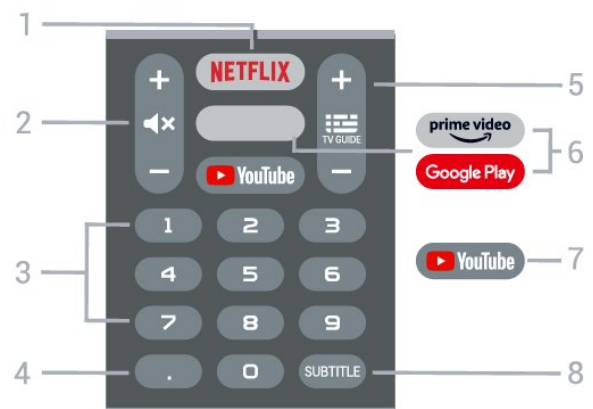 1
NETFLIX
+ +
5
2
TV GUIDE
prime video
6
Google Play
- -
YouTube
1 2 3
YouTube
7
3
4 5 6
7 8 9
4
. 0 SUBTITLE
8